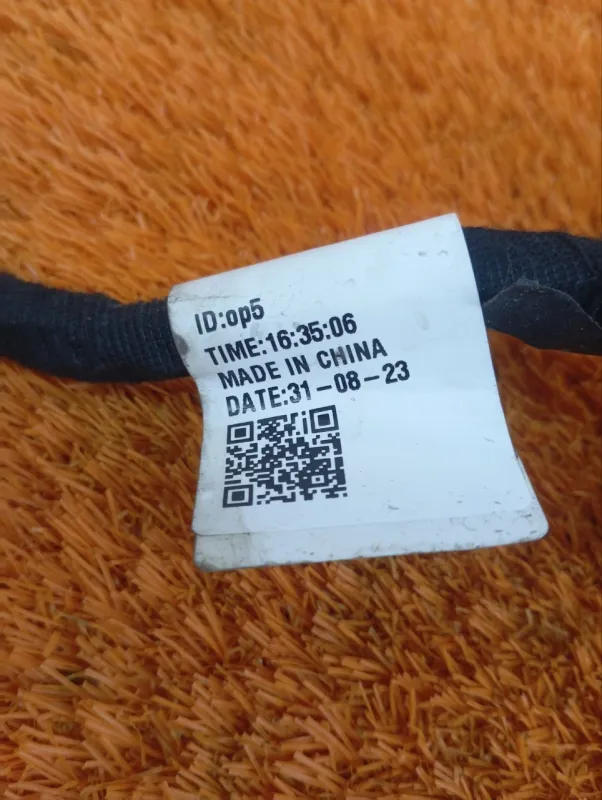 ID:op5
TIME:16:35:06
MADE IN CHINA
DATE:31-08-23